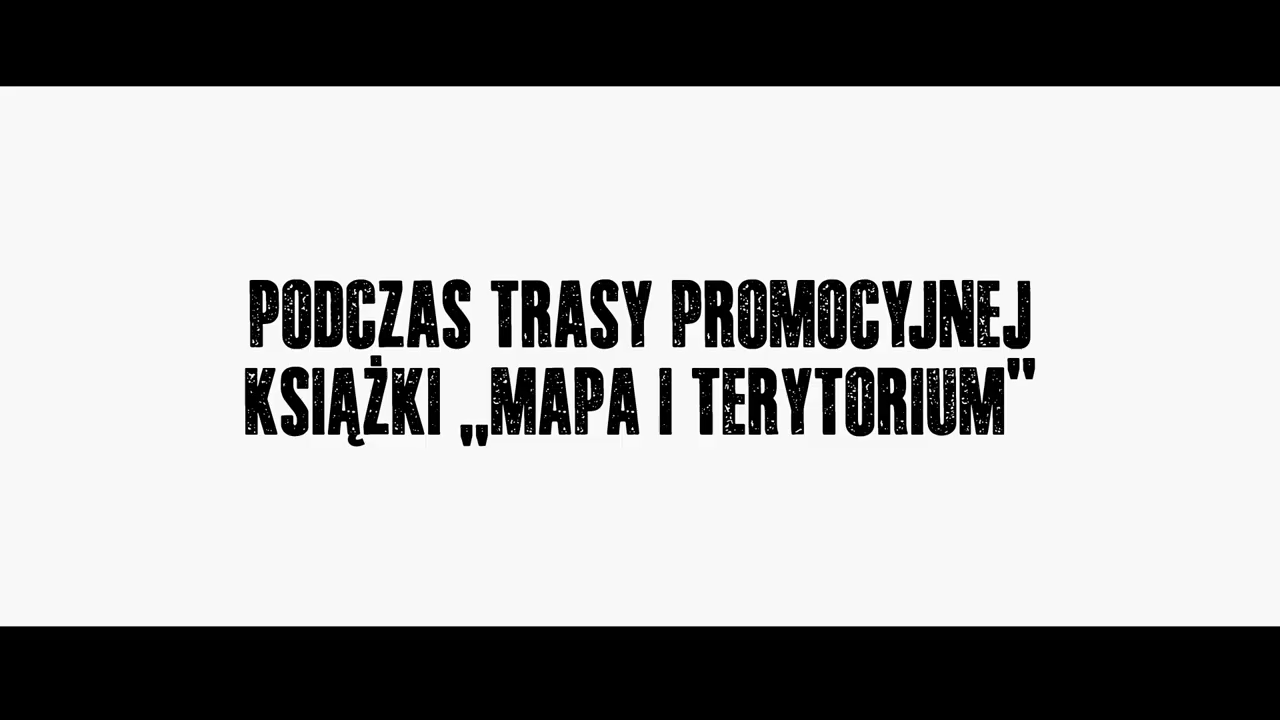 PODCZAS TRASY PROMOCYJNEJ
KSIĄŻKI „MAPA I TERYTORIUM"